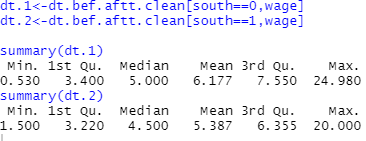 dt.1<-dt.bef.aftt.clean[south==0,wage]
dt.2<-dt.bef.aftt.clean[south==1,wage]
summary(dt.1)
Min. 1st Qu. Median Mean 3rd Qu. Max.
0.530 3.400 5.000 6.177 7.550 24.980
summary(dt.2)
Min. 1st Qu. Median Mean 3rd Qu. Max.
1.500 3.220 4.500 5.387 6.355 20.000